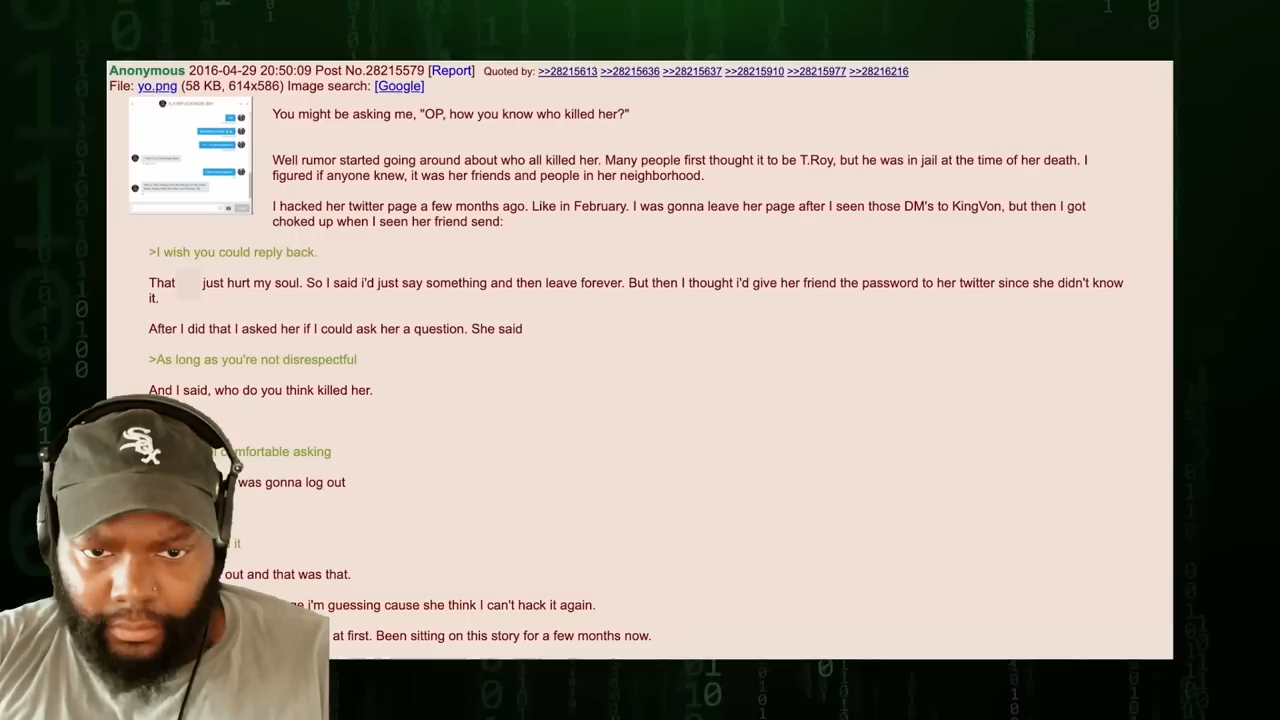 Anonymous 2016-04-29 20:50:09 Post No.28215579 [Report] Quoted by: >>28215613 >>28215636 >>28215637 >>28215910 >>28215977 >>28216216
File: yo.png (58 KB, 614x586) Image search: [Google]
You might be asking me, "OP, how you know who killed her?"
Well rumor started going around about who all killed her. Many people first thought it to be T.Roy, but he was in jail at the time of her death. I
figured if anyone knew, it was her friends and people in her neighborhood.
I hacked her twitter page a few months ago. Like in February. I was gonna leave her page after I seen those DM's to KingVon, but then I got
choked up when I seen her friend send:
>I wish you could reply back.
That just hurt my soul. So I said i'd just say something and then leave forever. But then I thought i'd give her friend the password to her twitter since she didn't know
it.
After I did that I asked her if I could ask her a question. She said
>As long as you're not disrespectful
And I said, who do you think killed her.
mfortable asking
was gonna log out
it
out and that was that.
i'm guessing cause she think I can't hack it again.
at first. Been sitting on this story for a few months now.
SOX